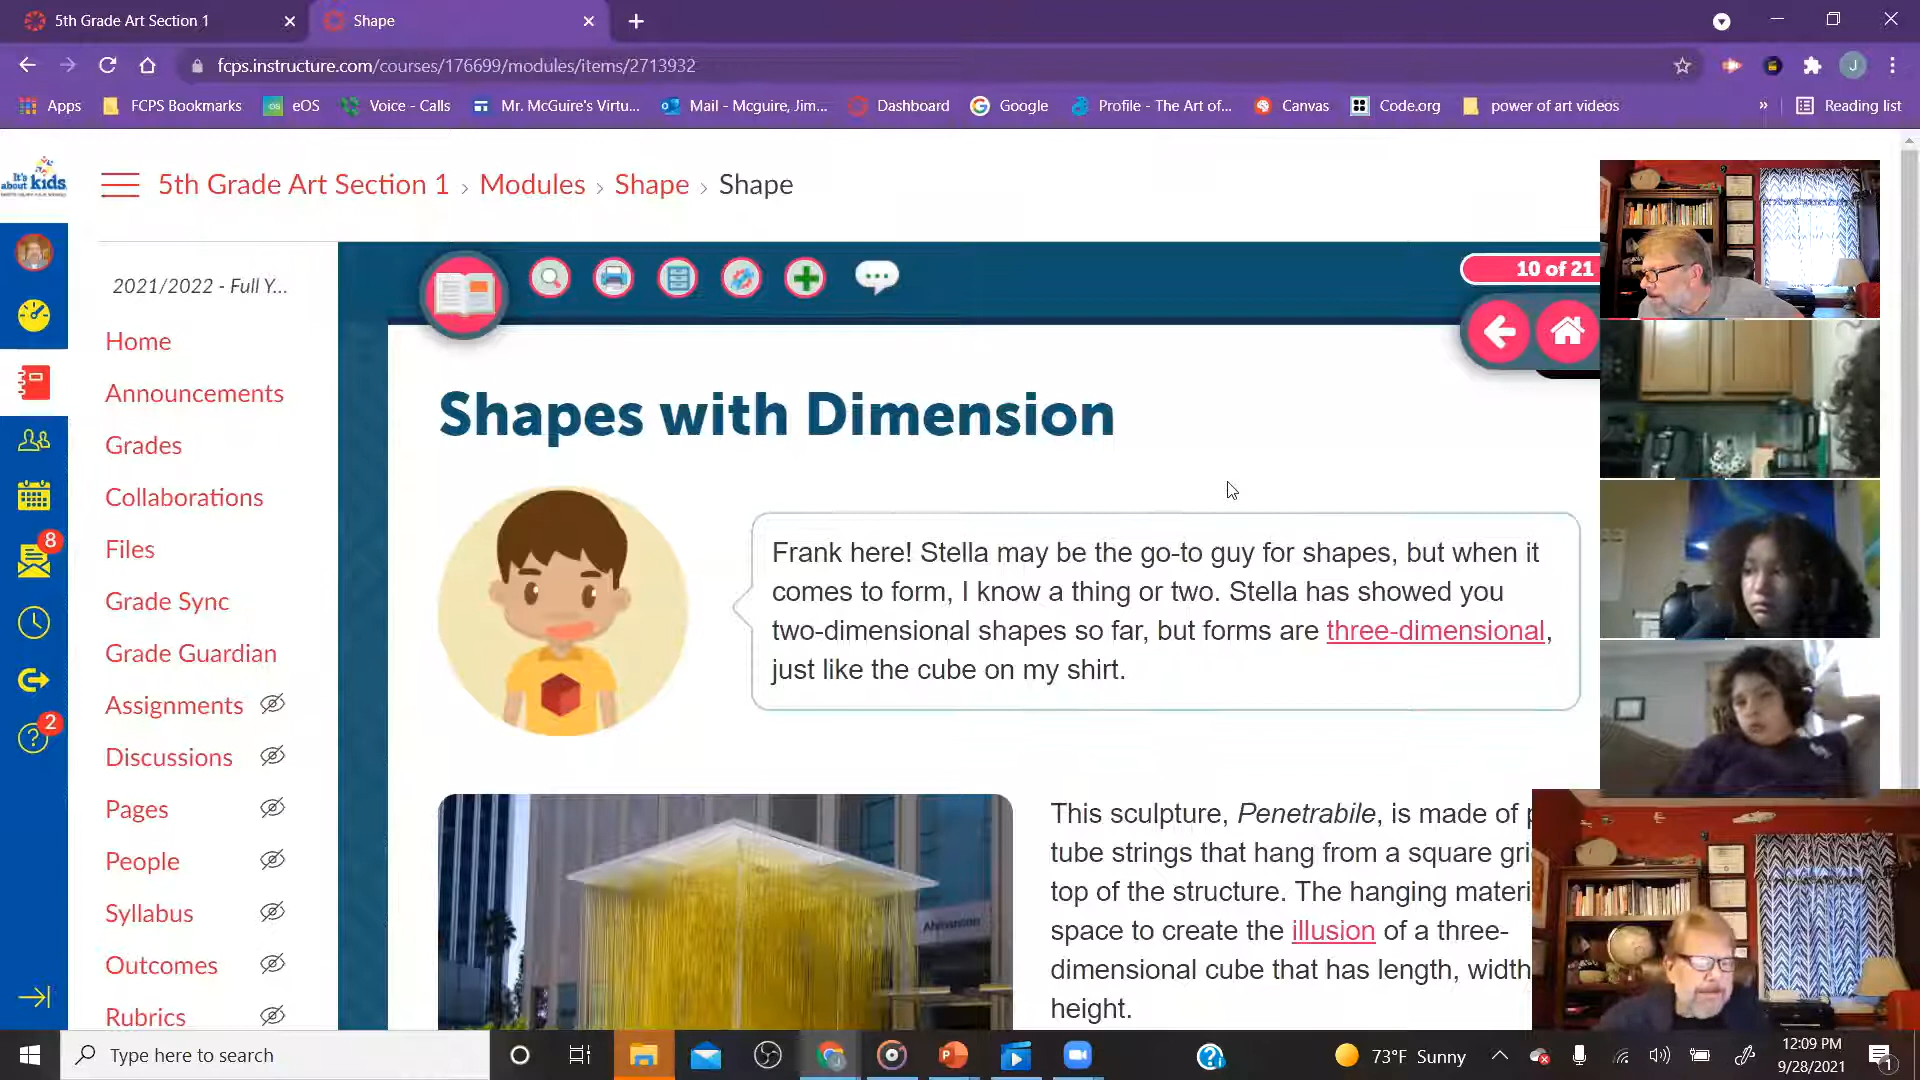 5th Grade Art Section 1
Shape
fcps.instructure.com/courses/176699/modules/items/2713932
Apps
FCPS Bookmarks
eOS
Voice - Calls
Mr. McGuire's Virtu...
Mail - Mcguire, Jim...
Dashboard
Google
Profile - The Art of...
Canvas
Code.org
power of art videos
»
Reading list
It's about kids
5th Grade Art Section 1 › Modules › Shape › Shape
2021/2022 - Full Y...
Home
Announcements
Grades
Collaborations
Files
Grade Sync
Grade Guardian
Assignments
Discussions
Pages
People
Syllabus
Outcomes
Rubrics
8
2
10 of 21
Shapes with Dimension
Frank here! Stella may be the go-to guy for shapes, but when it
comes to form, I know a thing or two. Stella has showed you
two-dimensional shapes so far, but forms are three-dimensional,
just like the cube on my shirt.
This sculpture, Penetrabile, is made of
tube strings that hang from a square
top of the structure. The hanging
space to create the illusion of a three-
dimensional cube that has length, width
height.
Ahmanson
Type here to search
73°F Sunny
12:09 PM
9/28/2021
1